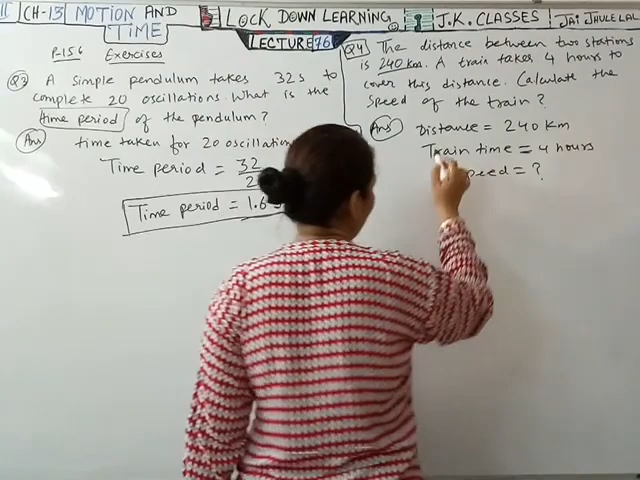 II CH-13 MOTION AND TIME
LOCK DOWN LEARNING
LECTURE 76
1 J.K. CLASSES
JAI JHULELAL
P-156 Exercises
Q3 A simple pendulum takes 32s to
complete 20 oscillations. What is the
time period of the pendulum?
Ans time taken for 20 oscillation
Time period = 32
2
Time period = 1.6
Q4 The distance between two stations
is 240 km. A train takes 4 hours to
cover this distance. Calculate the
Speed of the train?
Ans Distance = 240 Km
Train time = 4 hours
peed = ?